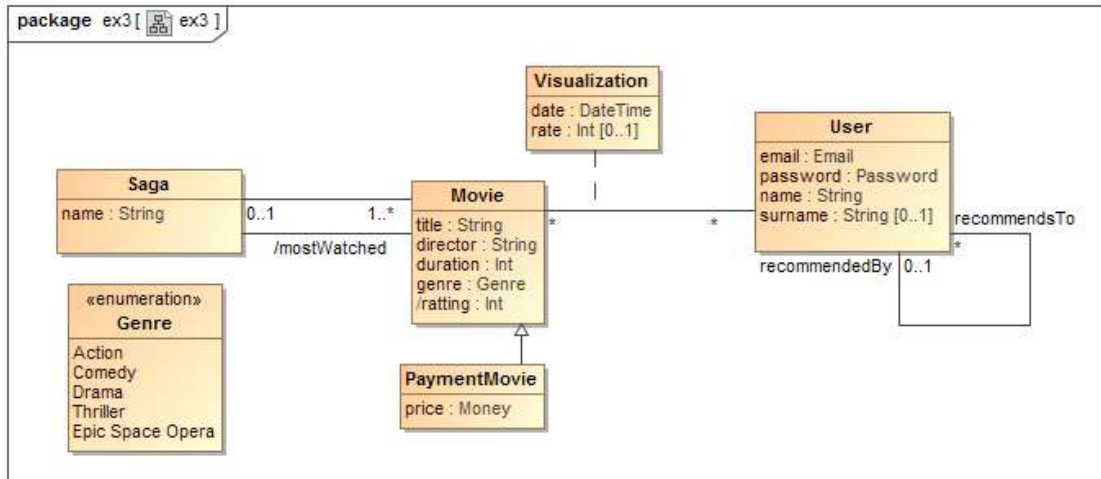 package ex3 [ ex3 ]
Visualization
date : DateTime
rate : Int [0..1]
User
email : Email
password : Password
name : String
surname : String [0..1]
Saga
name : String
0..1
1..*
/mostWatched
Movie
title : String
director : String
duration : Int
genre : Genre
/ratting : Int
*
*
recommendsTo
*
recommendedBy
0..1
«enumeration»
Genre
Action
Comedy
Drama
Thriller
Epic Space Opera
PaymentMovie
price : Money